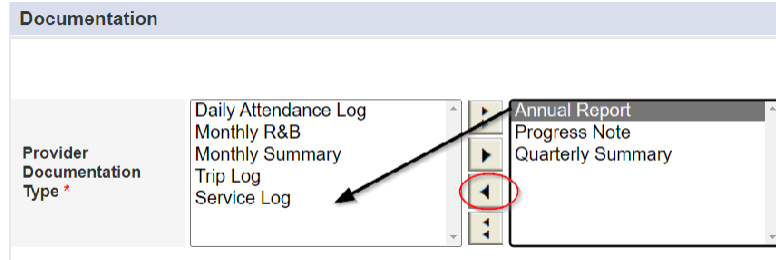 Documentation
Provider
Documentation
Type *
Daily Attendance Log
Monthly R&B
Monthly Summary
Trip Log
Service Log
Annual Report
Progress Note
Quarterly Summary